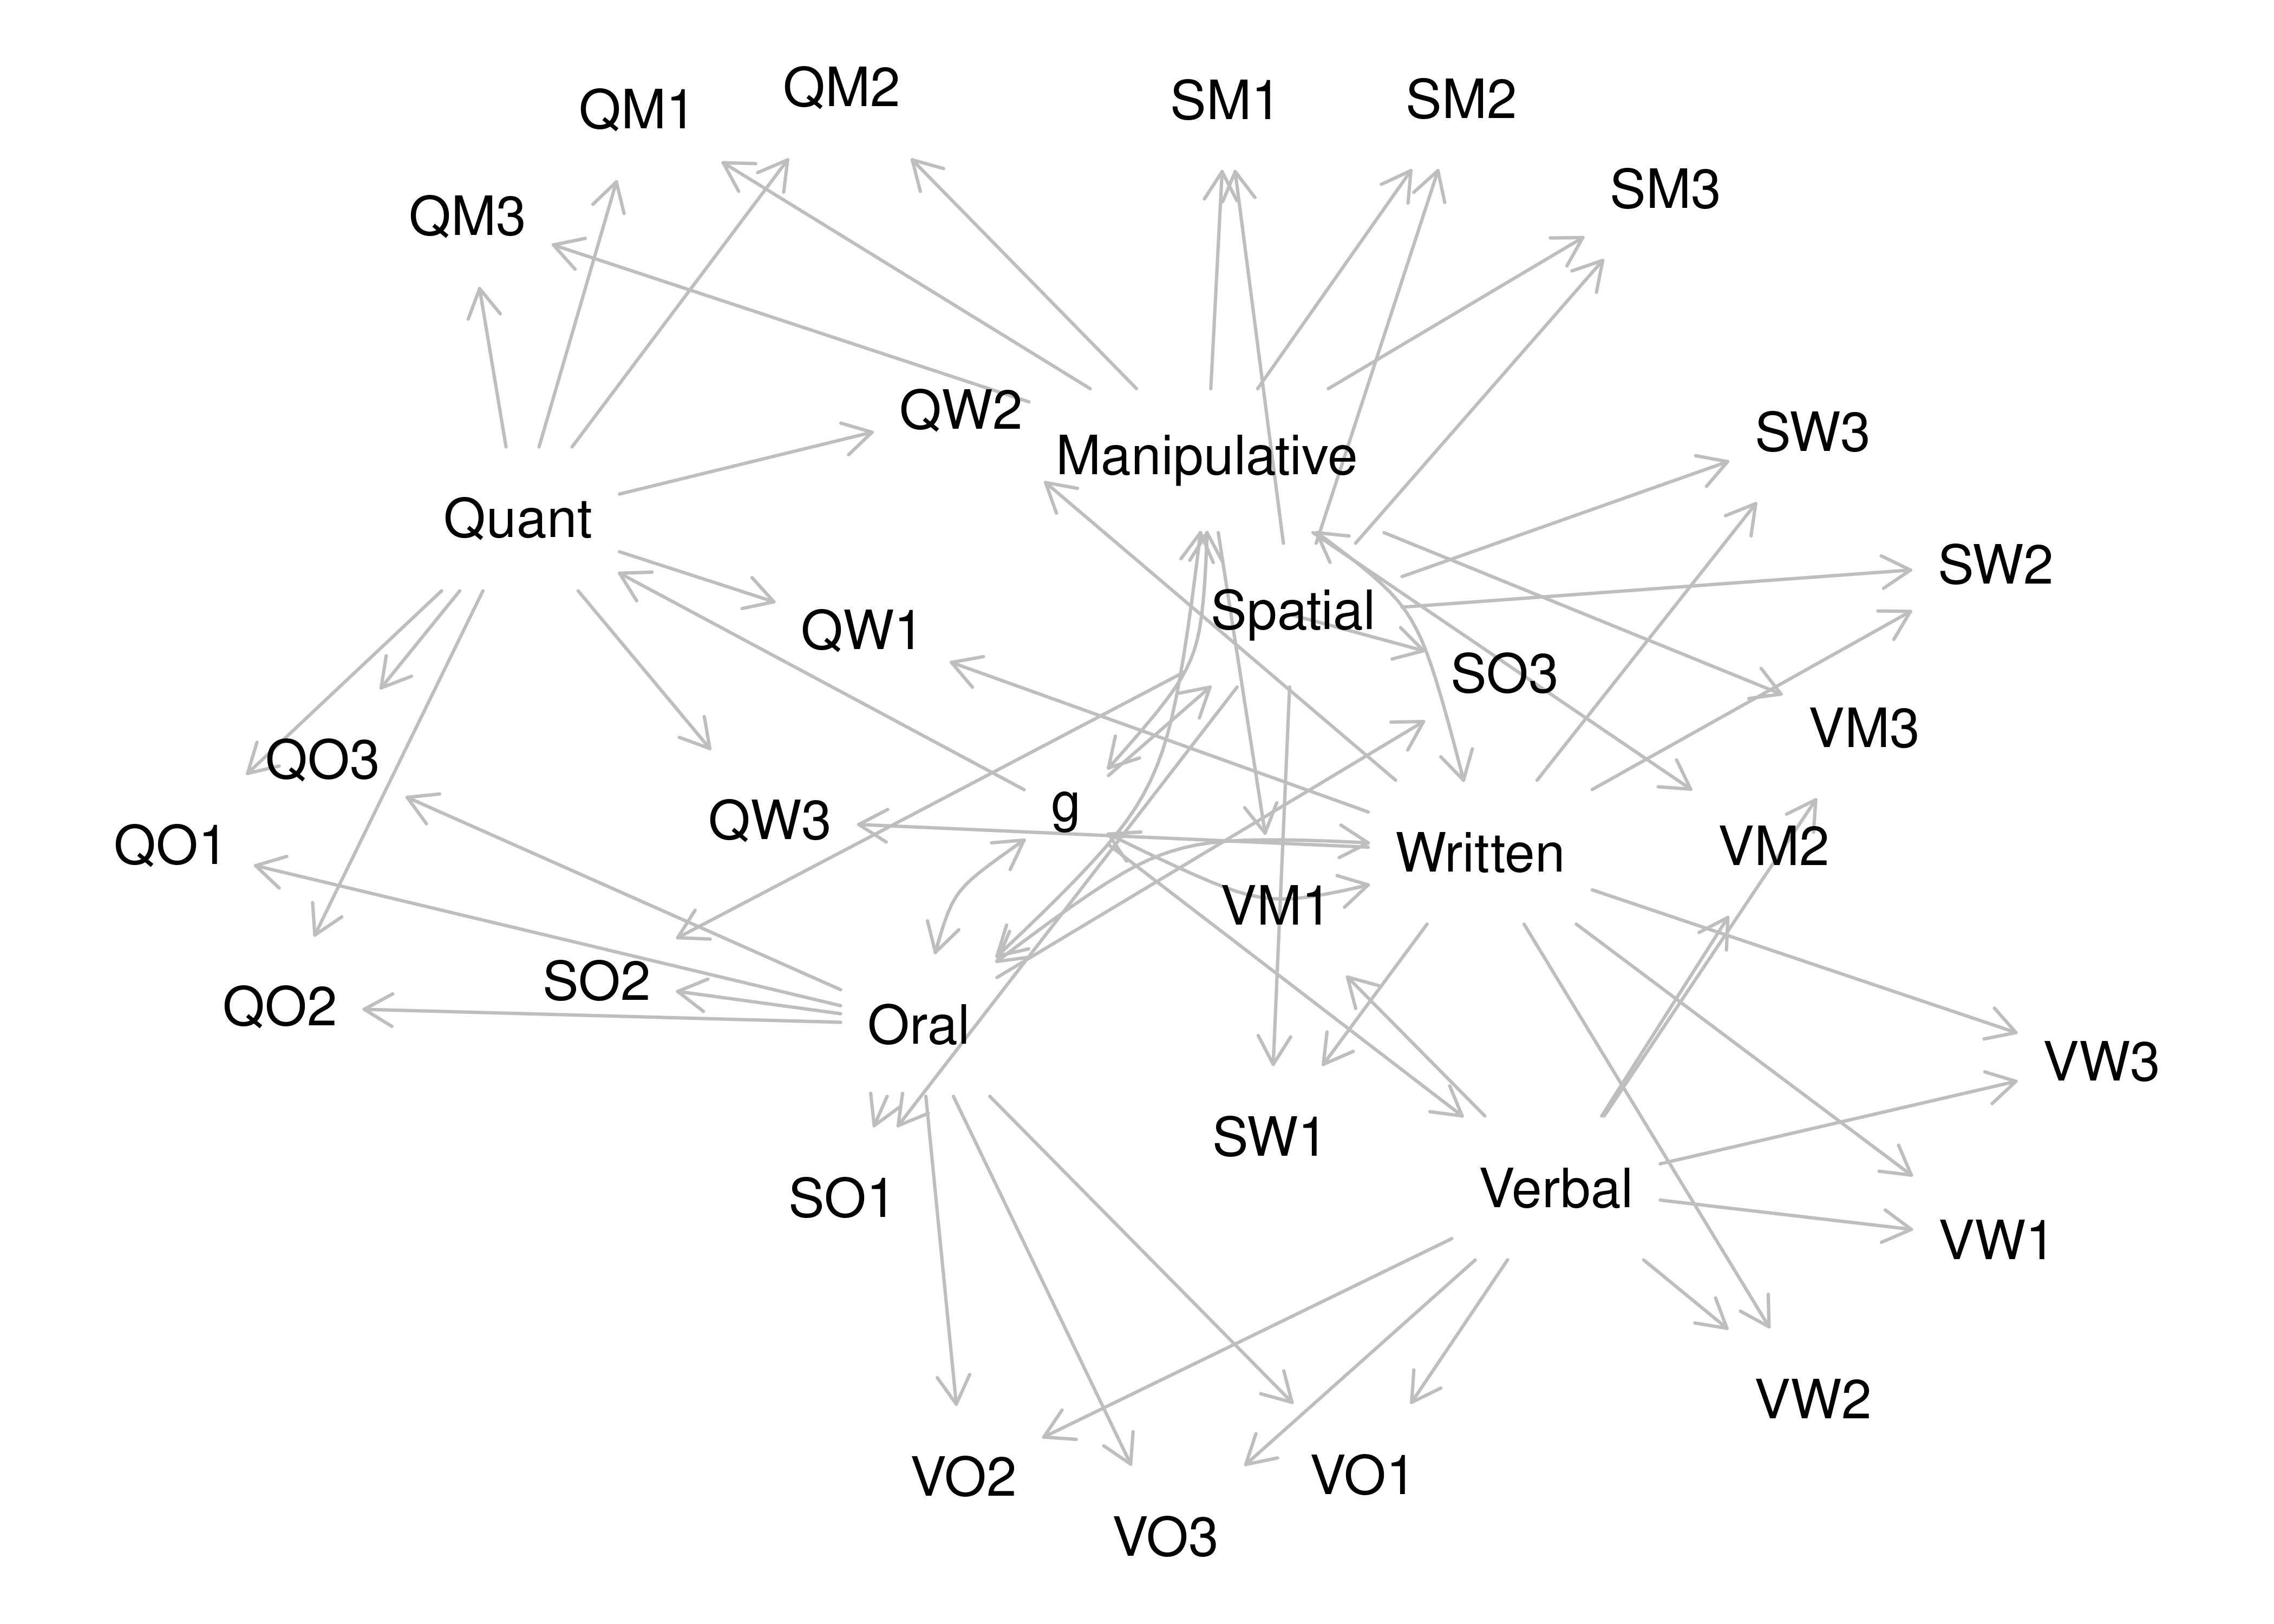 QM2
SM1
SM2
QM1
SM3
QM3
QW2
SW3
Manipulative
Quant
SW2
Spatial
QW1
SO3
VM3
QO3
g
QW3
QO1
VM2
Written
VM1
SO2
QO2
Oral
VW3
SW1
Verbal
SO1
VW1
VW2
VO1
VO2
VO3